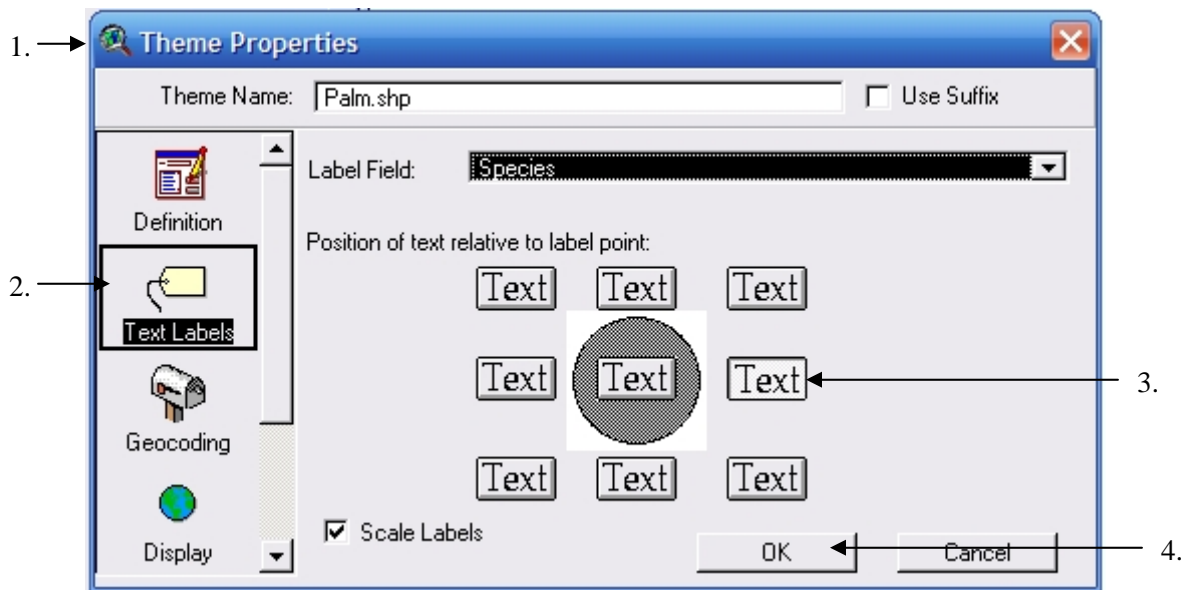 1.
Theme Properties
Theme Name: Palm.shp Use Suffix
Definition
Label Field: Species
Position of text relative to label point:
2.
Text Labels
Text Text Text
Text Text Text
3.
Geocoding
Text Text Text
Scale Labels
Display
OK Cancel
4.